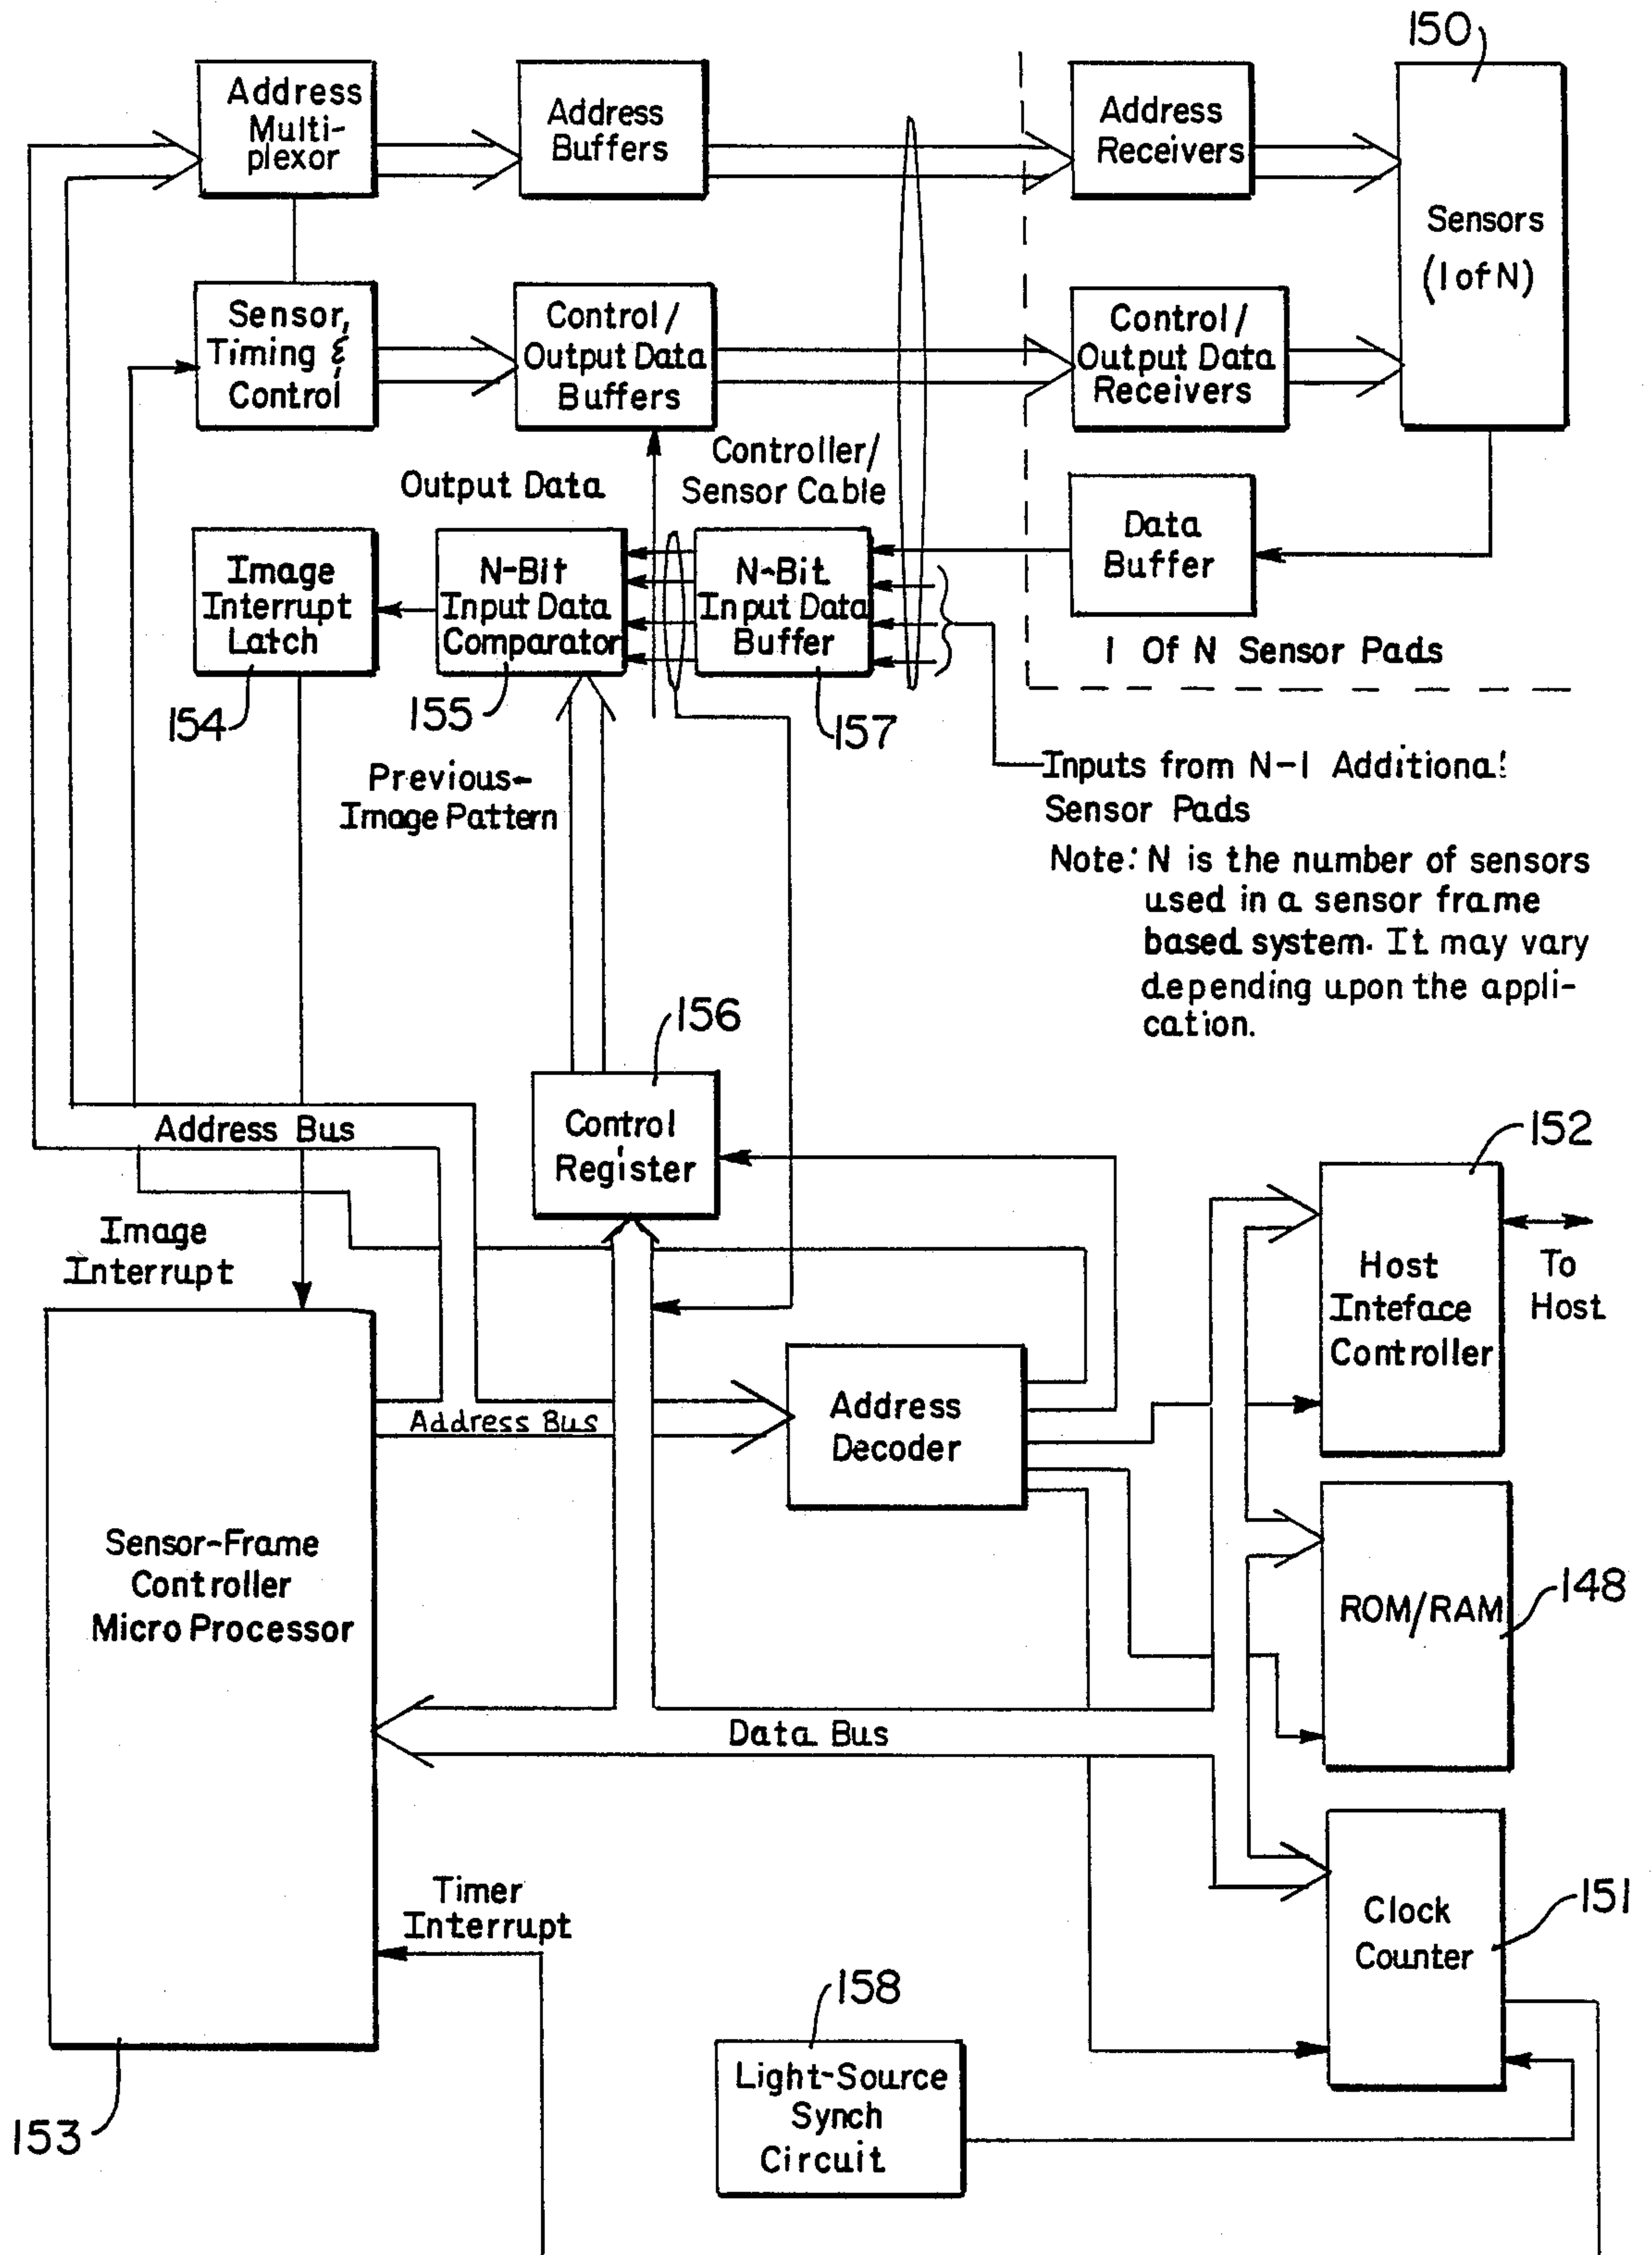 150
Address
Multi-
plexor
Address
Buffers
Address
Receivers
Sensors
(1 of N)
Sensor,
Timing &
Control
Control/
Output Data
Buffers
Control/
Output Data
Receivers
Output Data
Controller/
Sensor Cable
Image
Interrupt
Latch
N-Bit
Input Data
Comparator
N-Bit
Input Data
Buffer
Data
Buffer
1 Of N Sensor Pads
154
155
157
Previous-
Image Pattern
Inputs from N-1 Additional
Sensor Pads
Note: N is the number of sensors
used in a sensor frame
based system. It may vary
depending upon the appli-
cation.
156
Control
Register
Address Bus
152
Image
Interrupt
Host
Inteface
Controller
To
Host
Address Bus
Address
Decoder
Sensor-Frame
Controller
Micro Processor
ROM/RAM
148
Data Bus
Timer
Interrupt
Clock
Counter
151
158
Light-Source
Synch
Circuit
153